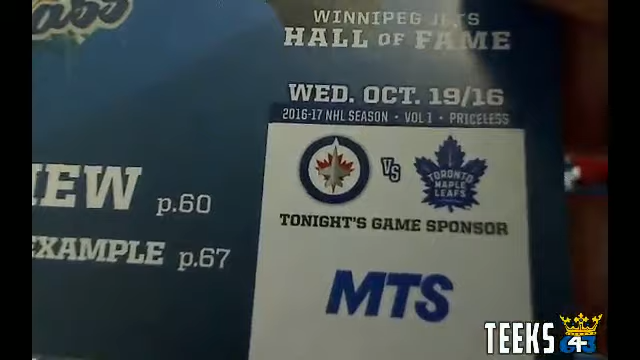 WINNIPEG JETS
HALL OF FAME
WED. OCT. 19/16
2016-17 NHL SEASON • VOL 1 • PRICELESS
VS
TORONTO
MAPLE
LEAFS
TONIGHT'S GAME SPONSOR
MTS
IEW p.60
EXAMPLE p.67
TEEKS 43